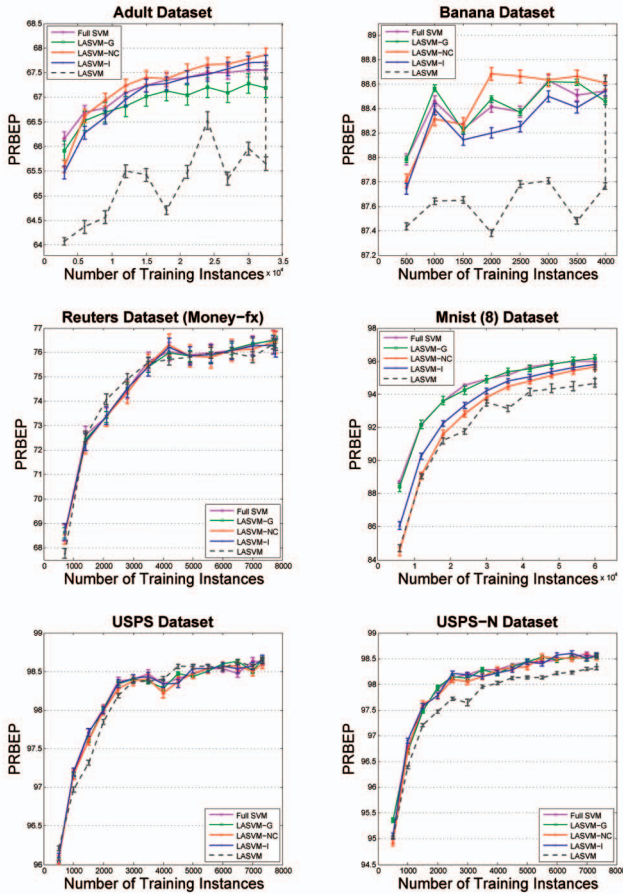 Adult Dataset
68.5
68
67.5
67
66.5
66
65.5
65
64.5
64
PRBEP
Full SVM
LASVM-G
LASVM-NC
LASVM-I
LASVM
0
0.5
1
1.5
2
2.5
3
3.5
Number of Training Instances × 10⁴
Banana Dataset
89
88.8
88.6
88.4
88.2
88
87.8
87.6
87.4
87.2
PRBEP
Full SVM
LASVM-G
LASVM-NC
LASVM-I
LASVM
500
1000
1500
2000
2500
3000
3500
4000
Number of Training Instances
Reuters Dataset (Money-fx)
77
76
75
74
73
72
71
70
69
68
PRBEP
Full SVM
LASVM-G
LASVM-NC
LASVM-I
LASVM
0
1000
2000
3000
4000
5000
6000
7000
8000
Number of Training Instances
Mnist (8) Dataset
98
96
94
92
90
88
86
84
PRBEP
Full SVM
LASVM-G
LASVM-NC
LASVM-I
LASVM
0
1
2
3
4
5
6
7
Number of Training Instances × 10⁴
USPS Dataset
99
98.5
98
97.5
97
96.5
96
PRBEP
Full SVM
LASVM-G
LASVM-NC
LASVM-I
LASVM
0
1000
2000
3000
4000
5000
6000
7000
8000
Number of Training Instances
USPS-N Dataset
99
98.5
98
97.5
97
96.5
96
95.5
95
94.5
PRBEP
Full SVM
LASVM-G
LASVM-NC
LASVM-I
LASVM
0
1000
2000
3000
4000
5000
6000
7000
8000
Number of Training Instances